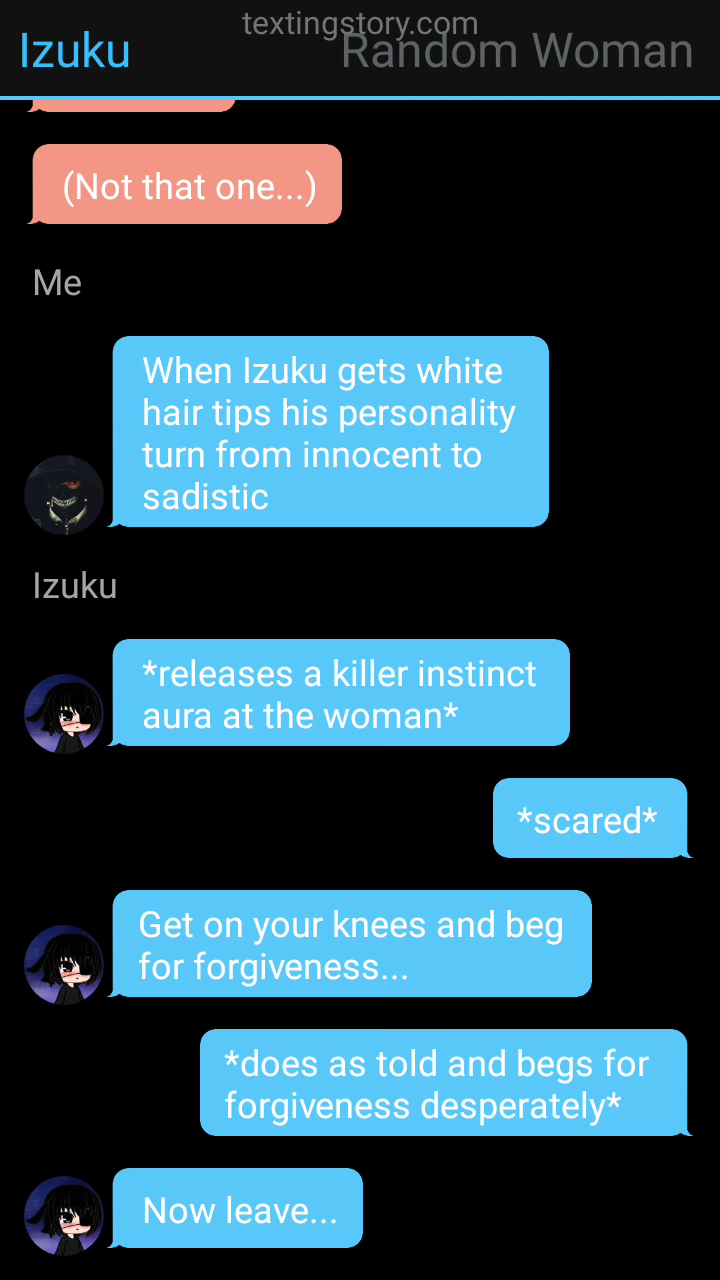 textingstory.com
Izuku
Random Woman
(Not that one...)
Me
When Izuku gets white
hair tips his personality
turn from innocent to
sadistic
Izuku
*releases a killer instinct
aura at the woman*
*scared*
Get on your knees and beg
for forgiveness...
*does as told and begs for
forgiveness desperately*
Now leave...